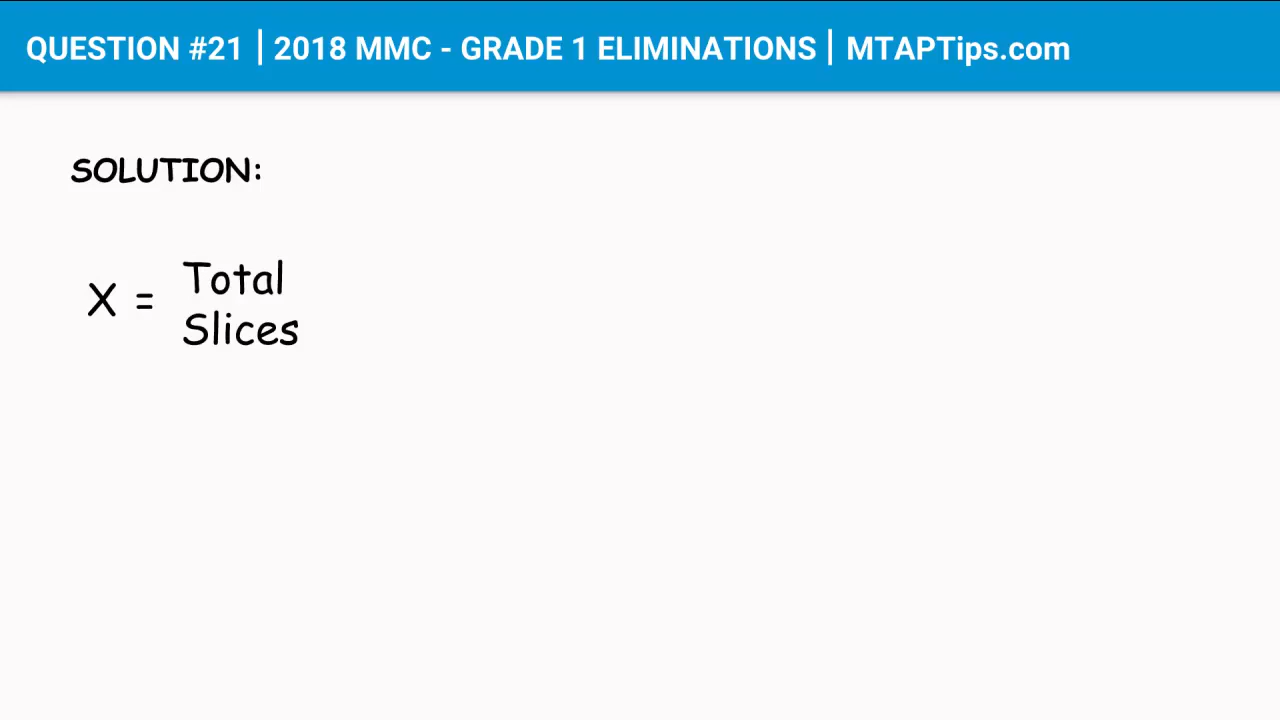 QUESTION #21 | 2018 MMC - GRADE 1 ELIMINATIONS | MTAPTips.com
SOLUTION:
X = Total
Slices